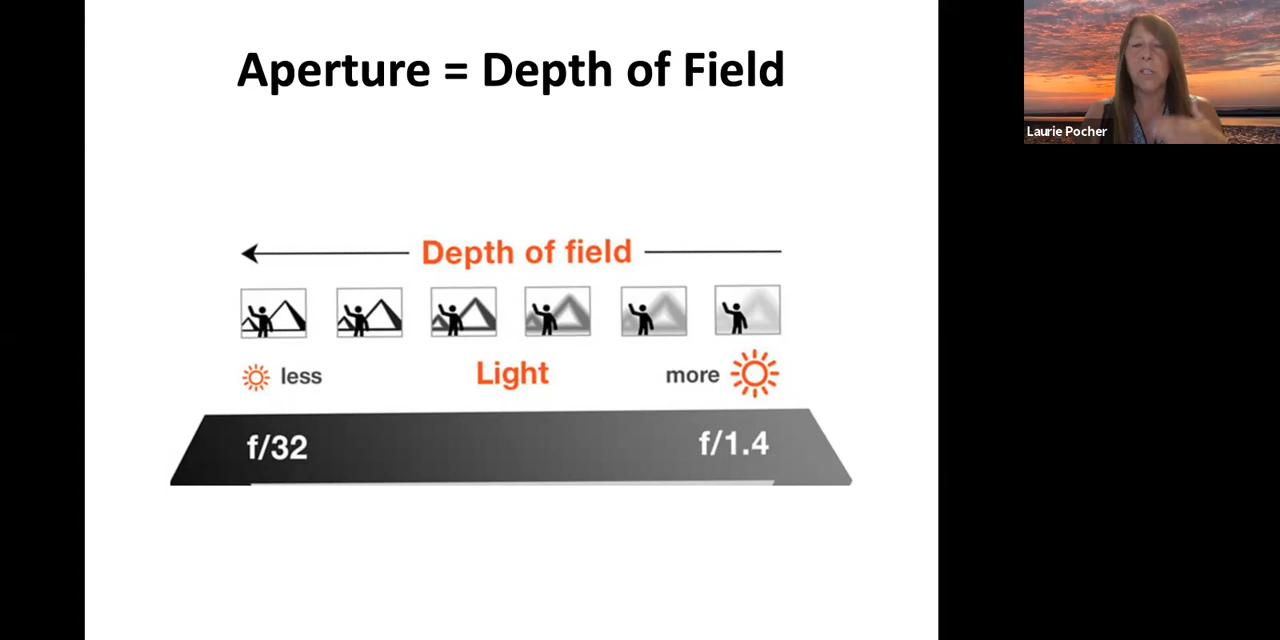 Aperture = Depth of Field
Laurie Pocher
Depth of field
less Light more
f/32 f/1.4